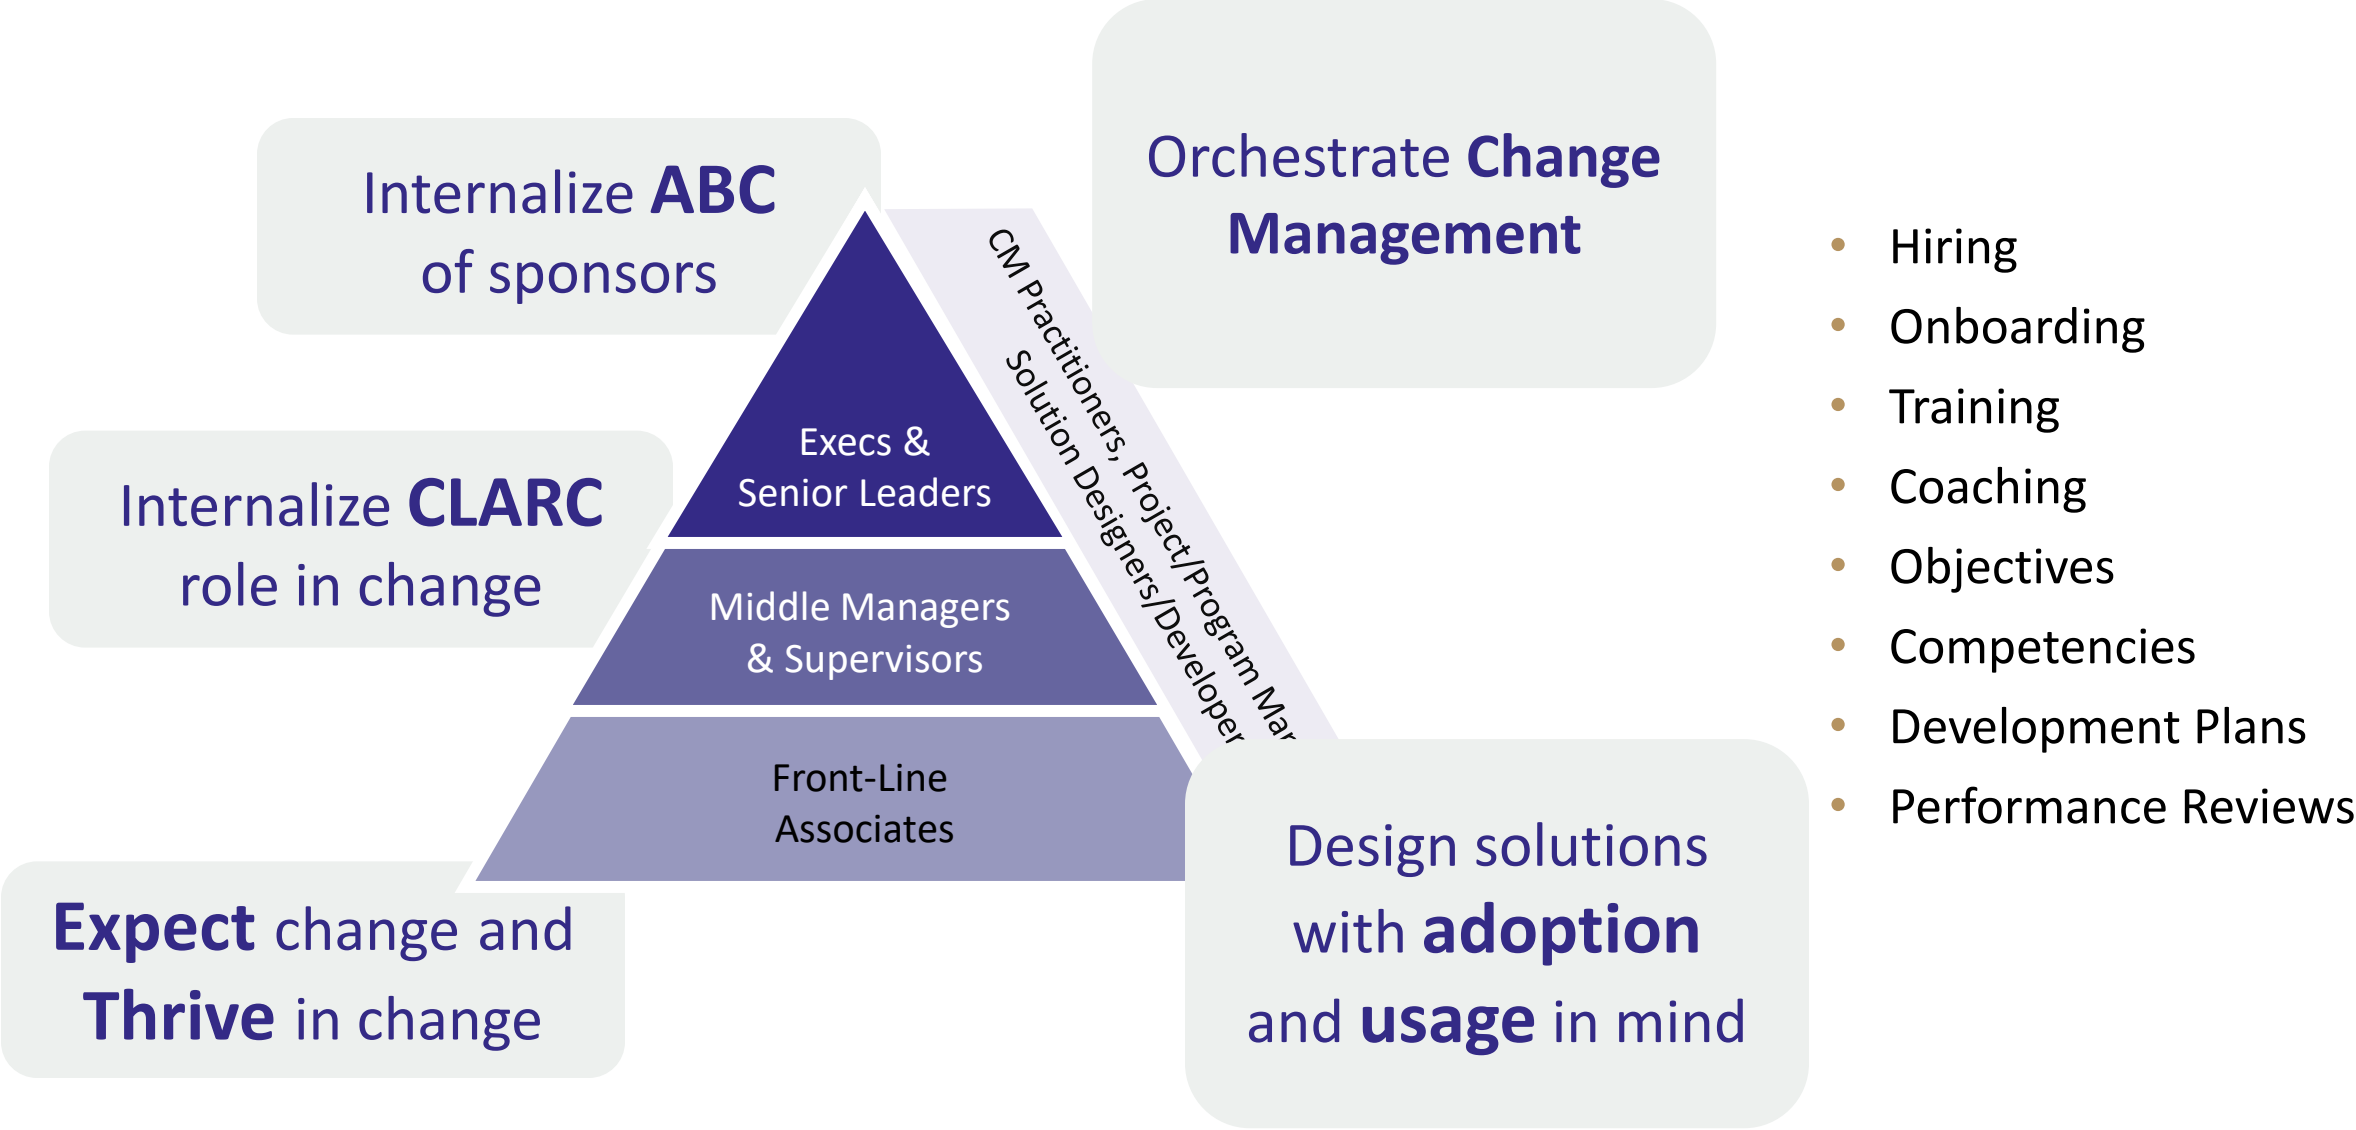 Internalize ABC
of sponsors
Orchestrate Change
Management
Internalize CLARC
role in change
Execs &
Senior Leaders
Middle Managers
& Supervisors
Front-Line
Associates
CM Practitioners, Project/Program
Solution Designers/Developer
Expect change and
Thrive in change
Design solutions
with adoption
and usage in mind
• Hiring
• Onboarding
• Training
• Coaching
• Objectives
• Competencies
• Development Plans
• Performance Reviews